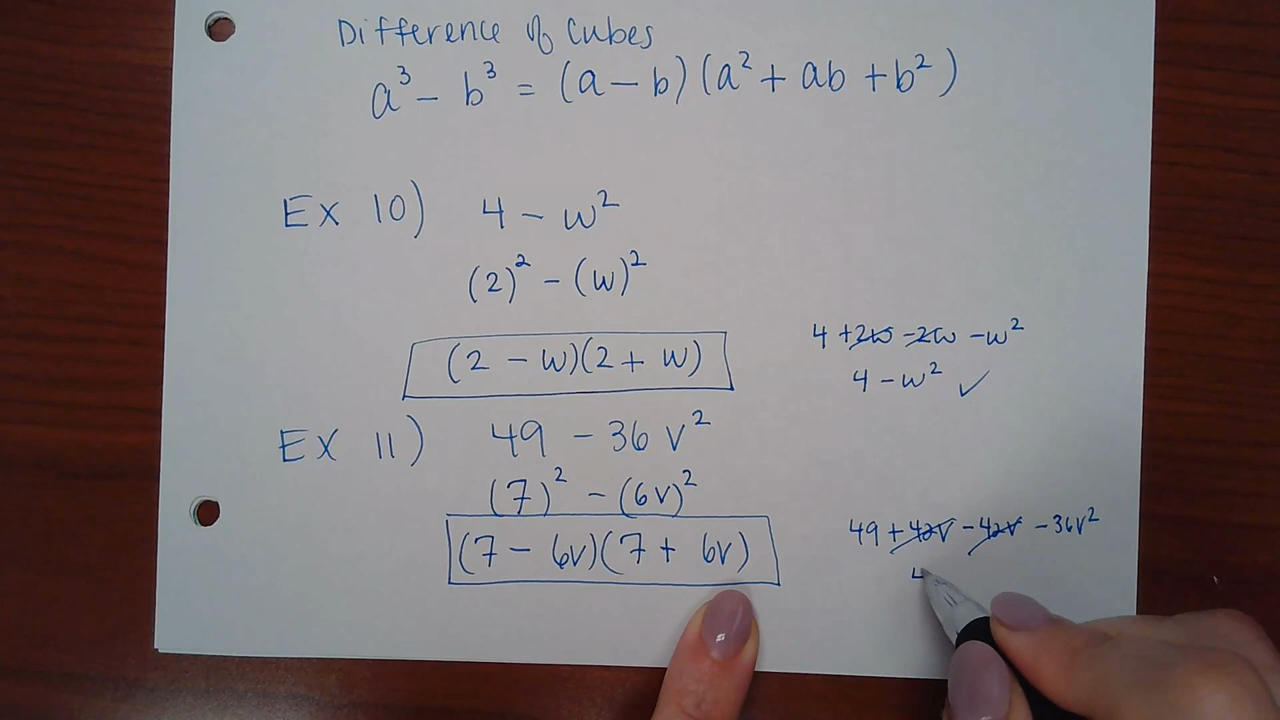 Difference of Cubes
a³ - b³ = (a - b)(a² + ab + b²)
Ex 10) 4 - w²
(2)² - (w)²
(2 - w)(2 + w)
4 + 2w - 2w - w²
4 - w² ✓
Ex 11) 49 - 36v²
(7)² - (6v)²
(7 - 6v)(7 + 6v)
49 + 42v - 42v - 36v²
4